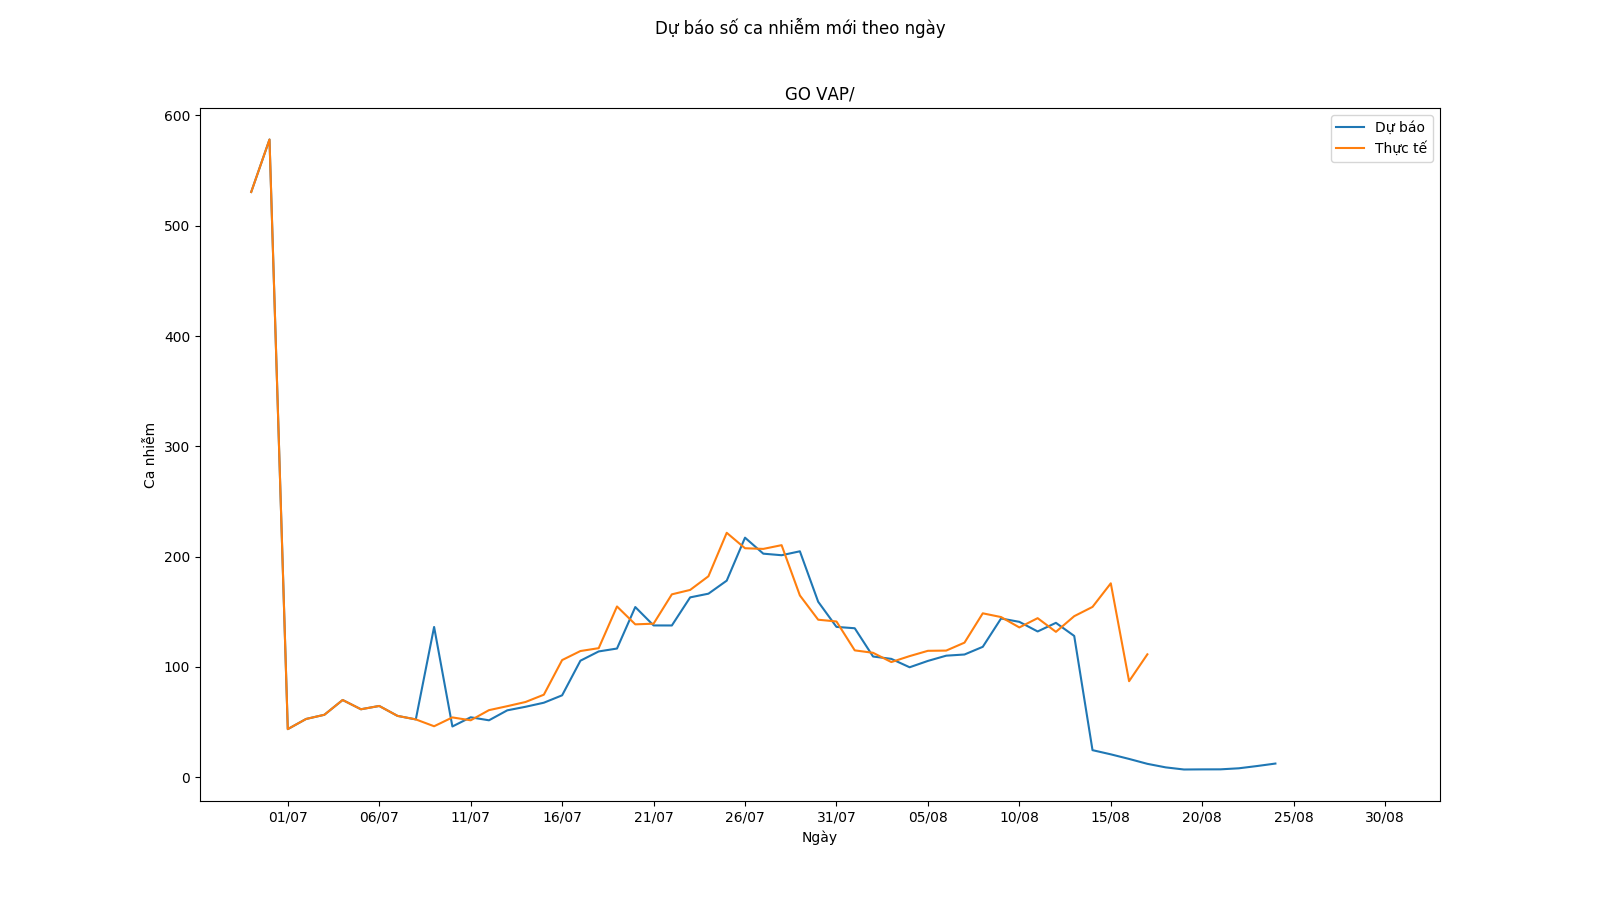 Dự báo số ca nhiễm mới theo ngày
GO VAP/
Dự báo
Thực tế
600
500
400
300
200
100
0
Ca nhiễm
01/07 06/07 11/07 16/07 21/07 26/07 31/07 05/08 10/08 15/08 20/08 25/08 30/08
Ngày